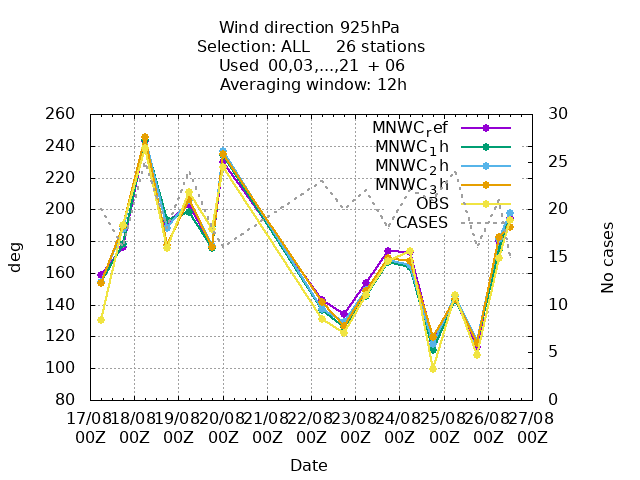 Wind direction 925hPa
Selection: ALL 26 stations
Used 00,03,...,21 + 06
Averaging window: 12h
260
240
220
200
180
160
140
120
100
80
deg
30
25
20
15
10
5
0
No cases
MNWC_ref
MNWC_1h
MNWC_2h
MNWC_3h
OBS
CASES
17/08 18/08 19/08 20/08 21/08 22/08 23/08 24/08 25/08 26/08 27/08
00Z 00Z 00Z 00Z 00Z 00Z 00Z 00Z 00Z 00Z 00Z
Date